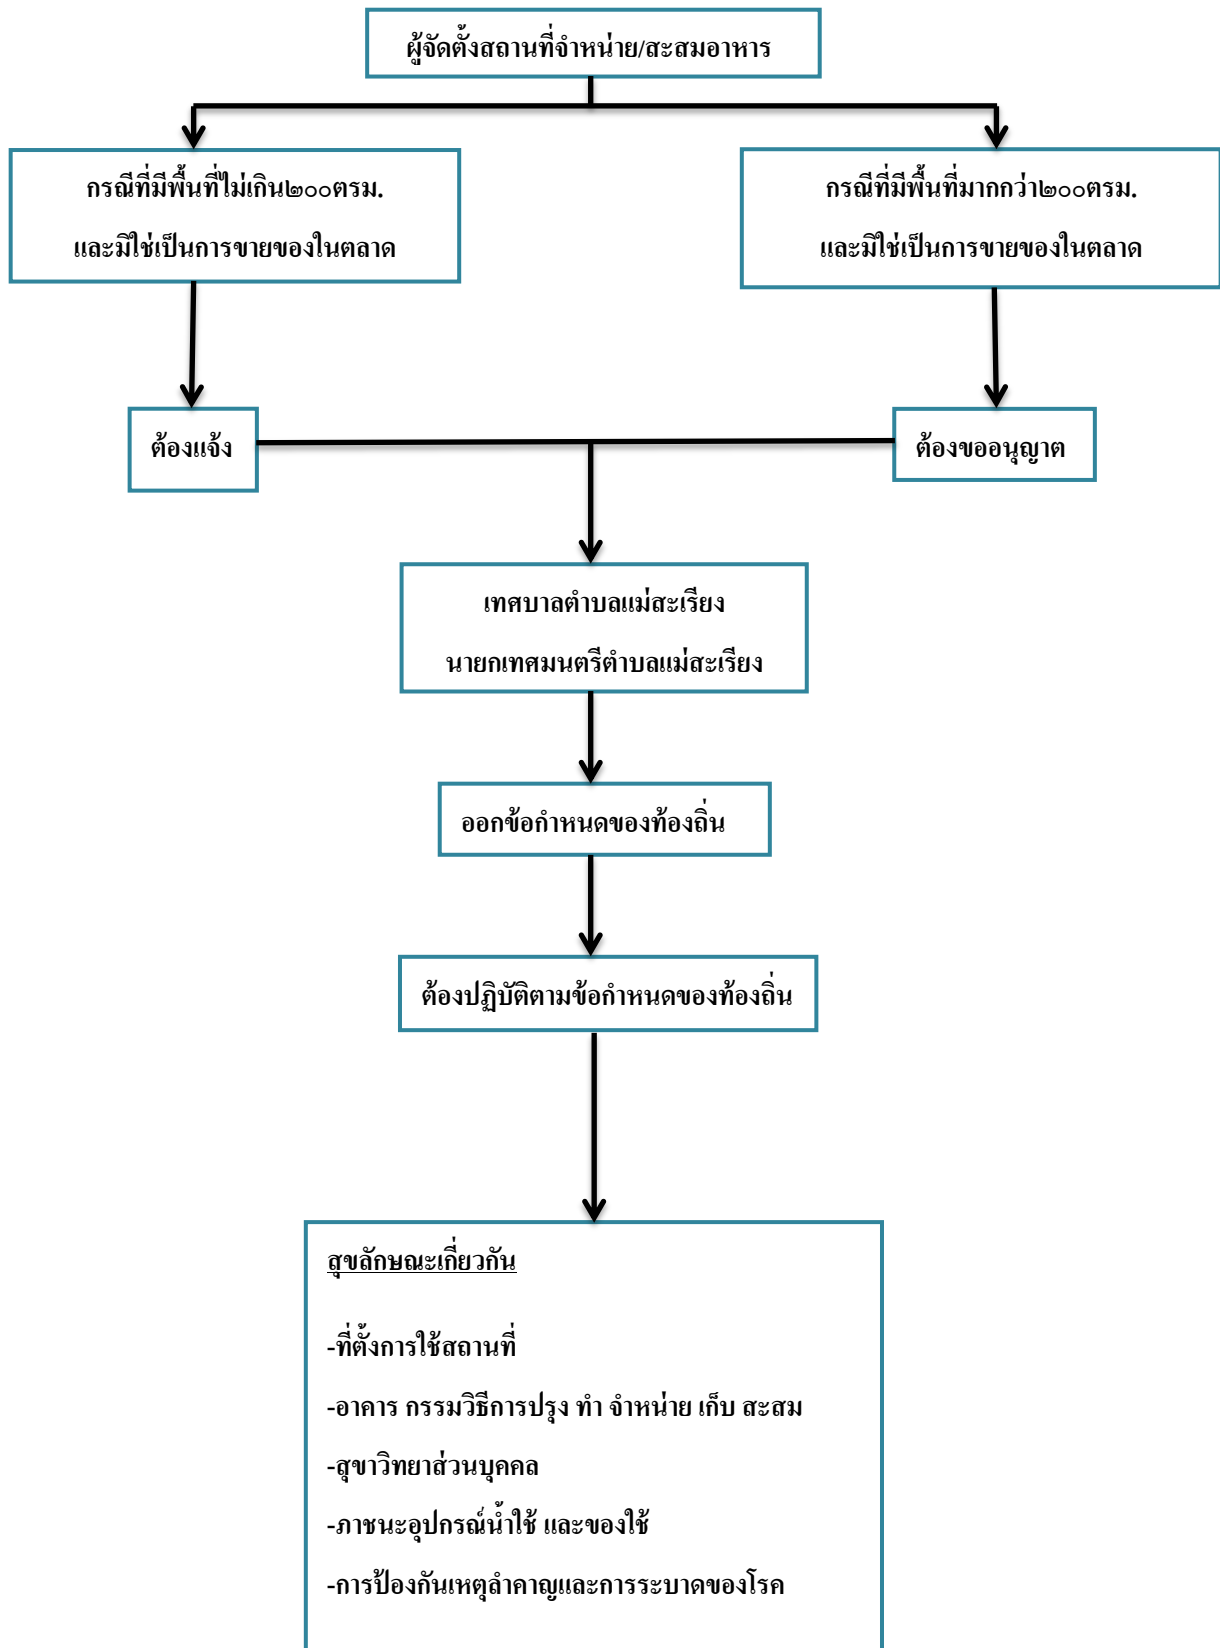 ผู้จัดตั้งสถานที่จำหน่าย/สะสมอาหาร
กรณีที่มีพื้นที่ไม่เกิน๒๐๐ตรม.
และมิใช่เป็นการขายของในตลาด
กรณีที่มีพื้นที่มากกว่า๒๐๐ตรม.
และมิใช่เป็นการขายของในตลาด
ต้องแจ้ง
ต้องขออนุญาต
เทศบาลตำบลแม่สะเรียง
นายกเทศมนตรีตำบลแม่สะเรียง
ออกข้อกำหนดของท้องถิ่น
ต้องปฏิบัติตามข้อกำหนดของท้องถิ่น
สุขลักษณะเกี่ยวกัน
-ที่ตั้งการใช้สถานที่
-อาคาร กรรมวิธีการปรุง ทำ จำหน่าย เก็บ สะสม
-สุขาวิทยาส่วนบุคคล
-ภาชนะอุปกรณ์น้ำใช้ และของใช้
-การป้องกันเหตุลำคาญและการระบาดของโรค